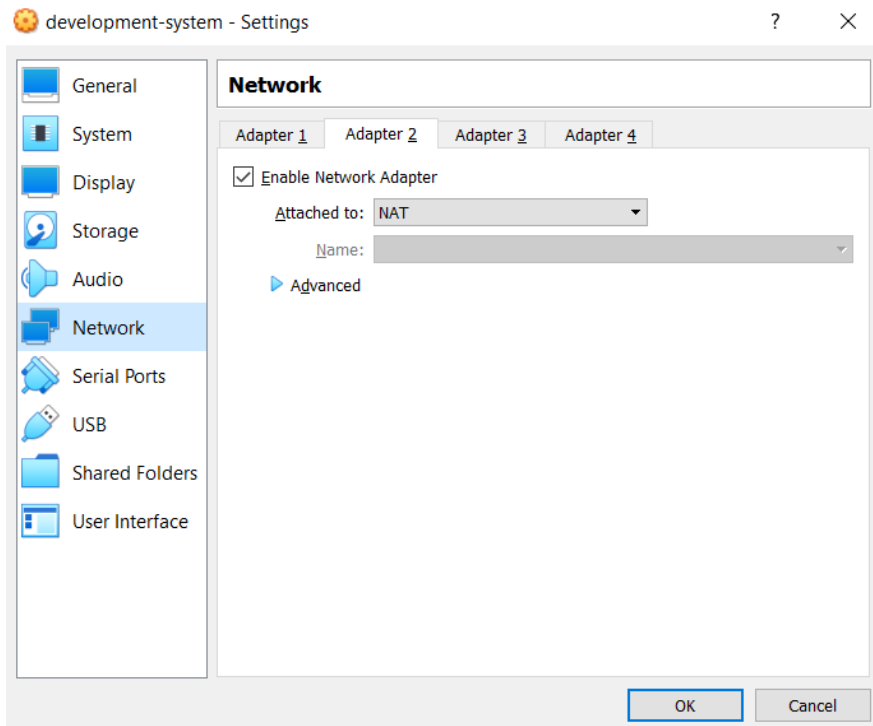 development-system - Settings
?
General
System
Display
Storage
Audio
Network
Serial Ports
USB
Shared Folders
User Interface
Network
Adapter 1 Adapter 2 Adapter 3 Adapter 4
Enable Network Adapter
Attached to: NAT
Name:
Advanced
OK Cancel